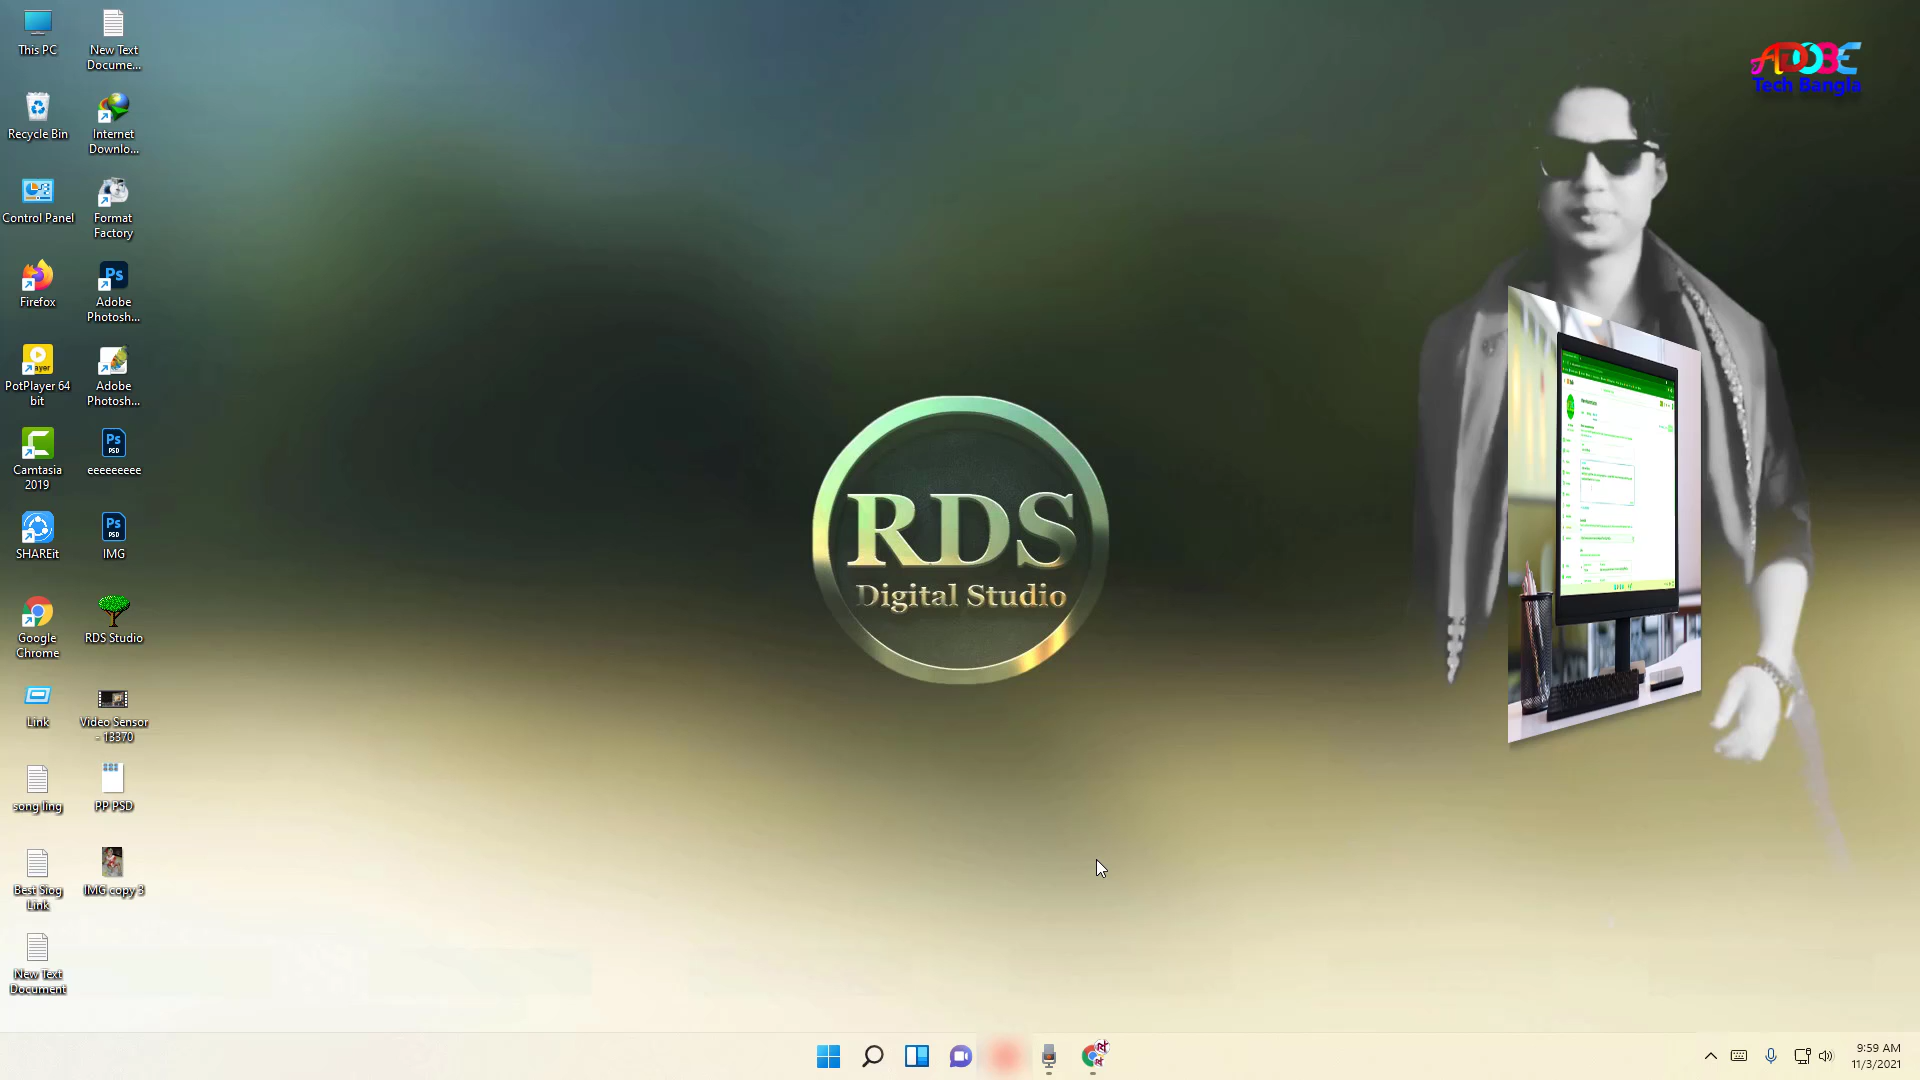 This PC
New Text
Docume...
Recycle Bin
Internet
Downlo...
Control Panel
Format
Factory
Firefox
Adobe
Photosh...
PotPlayer 64
bit
Adobe
Photosh...
Camtasia
2019
eeeeeeeee
SHAREit
IMG
Google
Chrome
RDS Studio
Link
Video Sensor
- 13370
song ling
PP PSD
Best Slog
Link
IMG copy 3
New Text
Document
RDS
Digital Studio
ADOBE
Tech Bangla
9:59 AM
11/3/2021